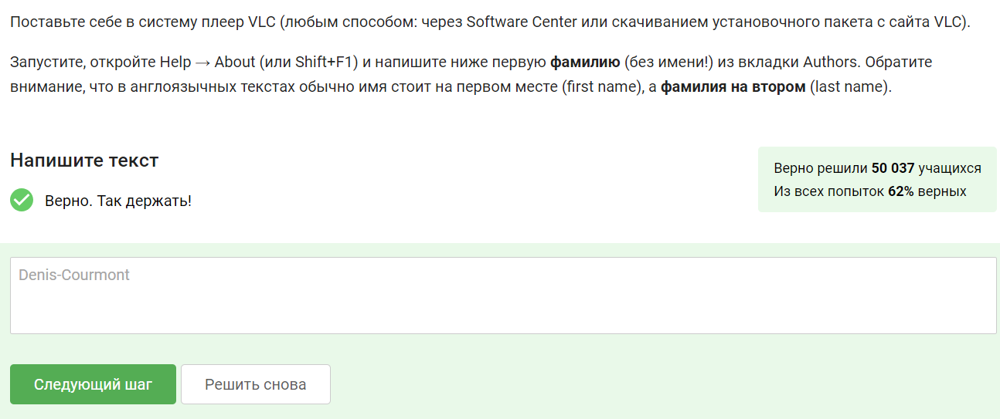 Поставьте себе в систему плеер VLC (любым способом: через Software Center или скачиванием установочного пакета с сайта VLC).
Запустите, откройте Help → About (или Shift+F1) и напишите ниже первую фамилию (без имени!) из вкладки Authors. Обратите
внимание, что в англоязычных текстах обычно имя стоит на первом месте (first name), а фамилия на втором (last name).
Напишите текст
Верно. Так держать!
Верно решили 50 037 учащихся
Из всех попыток 62% верных
Denis-Courmont
Следующий шаг
Решить снова